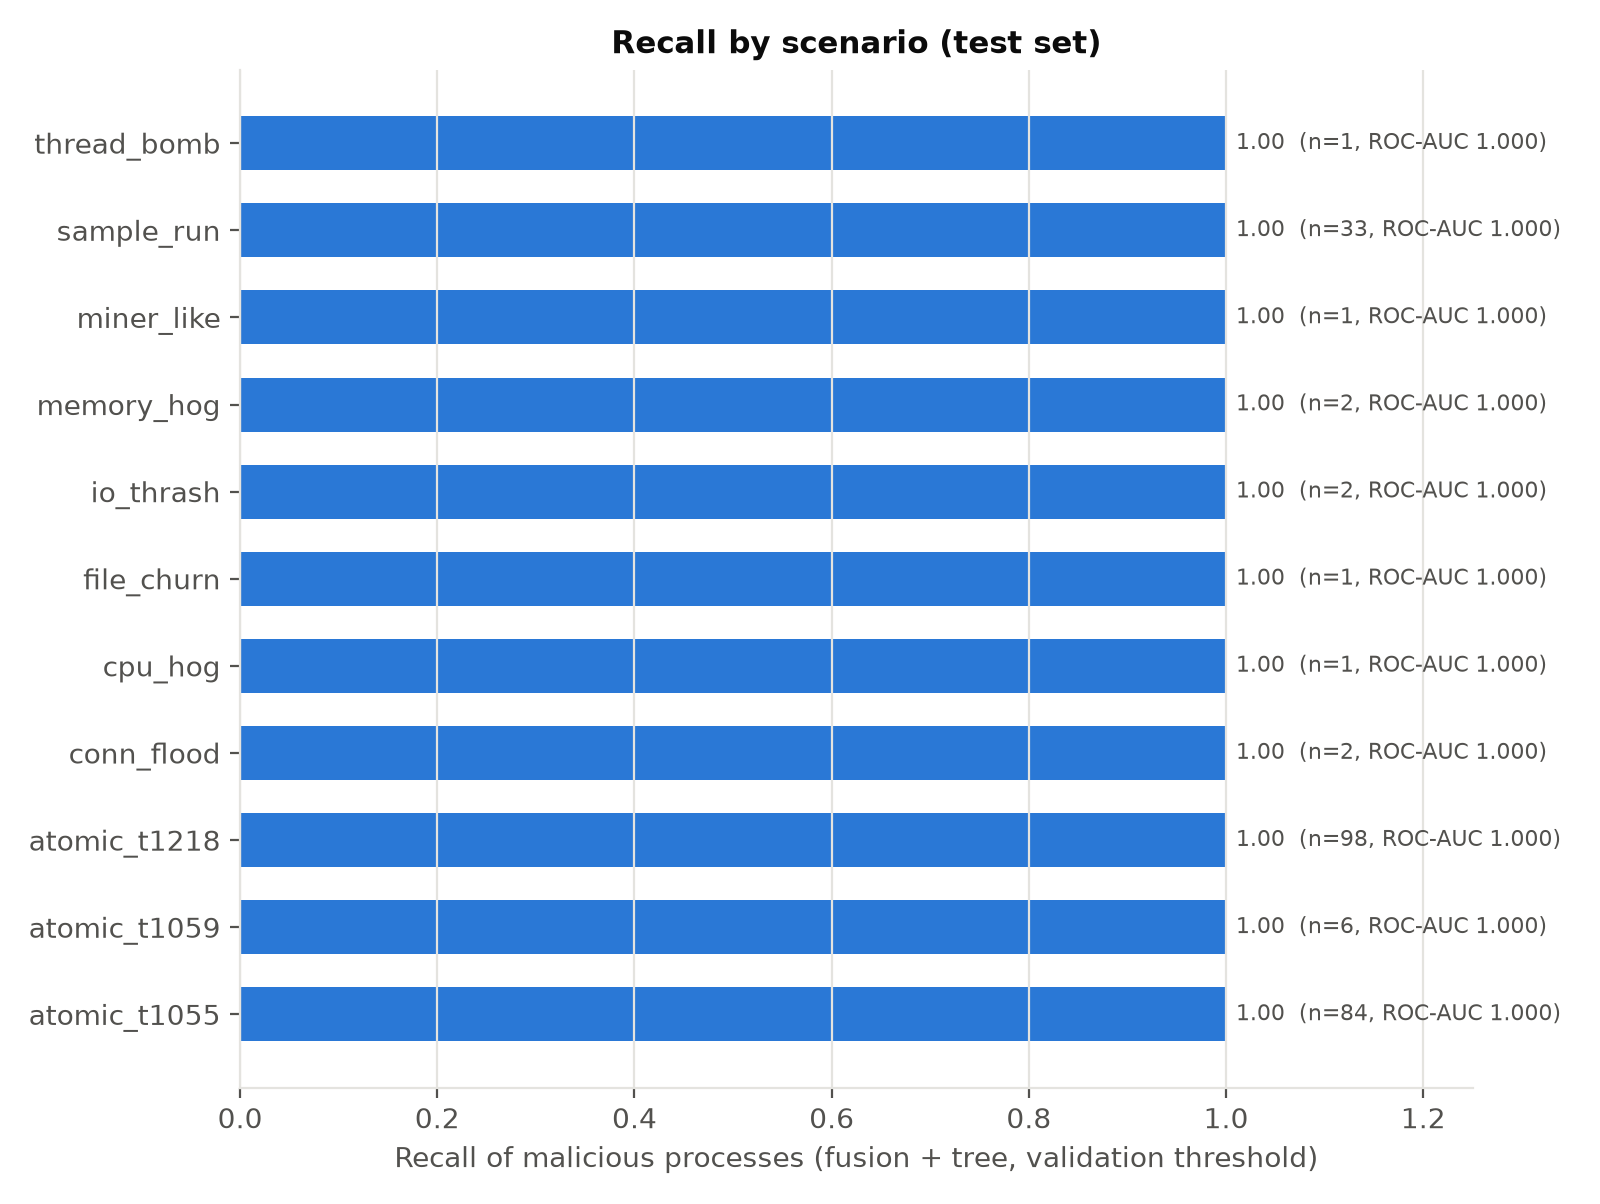 Recall by scenario (test set)
thread_bomb 1.00 (n=1, ROC-AUC 1.000)
sample_run 1.00 (n=33, ROC-AUC 1.000)
miner_like 1.00 (n=1, ROC-AUC 1.000)
memory_hog 1.00 (n=2, ROC-AUC 1.000)
io_thrash 1.00 (n=2, ROC-AUC 1.000)
file_churn 1.00 (n=1, ROC-AUC 1.000)
cpu_hog 1.00 (n=1, ROC-AUC 1.000)
conn_flood 1.00 (n=2, ROC-AUC 1.000)
atomic_t1218 1.00 (n=98, ROC-AUC 1.000)
atomic_t1059 1.00 (n=6, ROC-AUC 1.000)
atomic_t1055 1.00 (n=84, ROC-AUC 1.000)
0.0 0.2 0.4 0.6 0.8 1.0 1.2
Recall of malicious processes (fusion + tree, validation threshold)